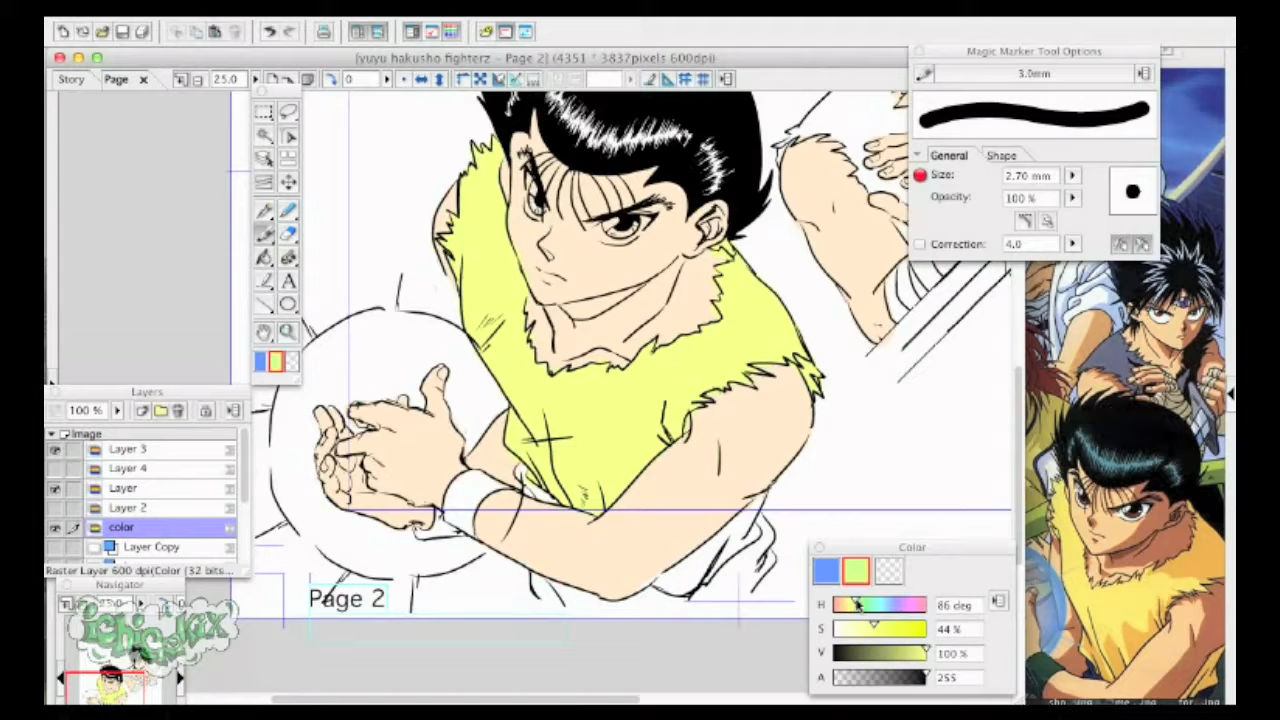 [yuyu hakusho fighterz - Page 2] (4351 * 3837pixels 600dpi)
Magic Marker Tool Options
Story
Page
25.0
0
3.0mm
General
Shape
Size:
2.70 mm
Opacity:
100 %
Correction:
4.0
Layers
100 %
Image
Layer 3
Layer 4
Layer
Layer 2
color
Layer Copy
Raster Layer 600 dpi(Color (32 bits...
Navigator
Page 2
Color
H
86 deg
S
44 %
V
100 %
A
255